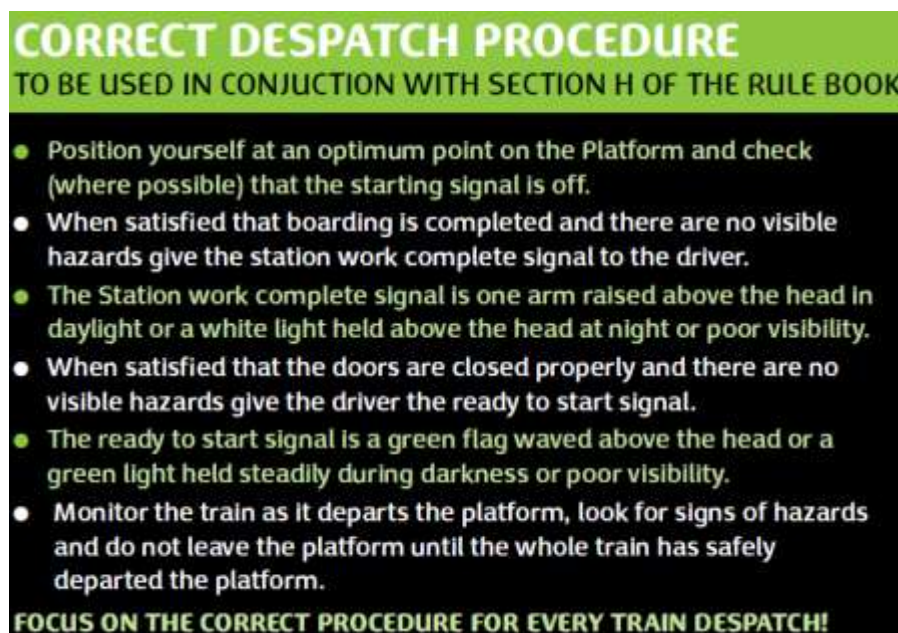 CORRECT DESPATCH PROCEDURE
TO BE USED IN CONJUCTION WITH SECTION H OF THE RULE BOOK
• Position yourself at an optimum point on the Platform and check
(where possible) that the starting signal is off.
• When satisfied that boarding is completed and there are no visible
hazards give the station work complete signal to the driver.
• The Station work complete signal is one arm raised above the head in
daylight or a white light held above the head at night or poor visibility.
• When satisfied that the doors are closed properly and there are no
visible hazards give the driver the ready to start signal.
• The ready to start signal is a green flag waved above the head or a
green light held steadily during darkness or poor visibility.
• Monitor the train as it departs the platform, look for signs of hazards
and do not leave the platform until the whole train has safely
departed the platform.
FOCUS ON THE CORRECT PROCEDURE FOR EVERY TRAIN DESPATCH!